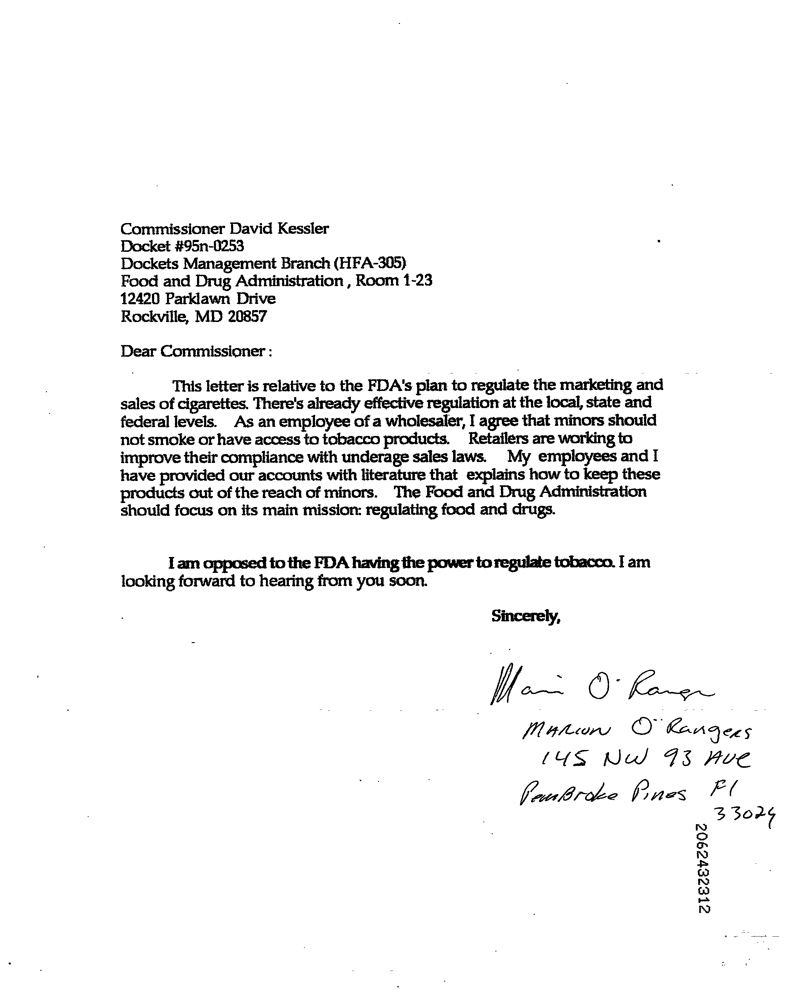 Commissioner David Kessler
Docket #95n-0253
Dockets Management Branch (HFA-305)
Food and Drug Administration , Room 1-23
12420 Parklawn Drive
Rockville, MD 20857
Dear Commissioner :
This letter is relative to the FDA's plan to regulate the marketing and
sales of cigarettes. There's already effective regulation at the local, state and
federal levels. As an employee of a wholesaler, I agree that minors should
not smoke or have access to tobacco products. Retailers are working to
improve their compliance with underage sales laws. My employees and I
have provided our accounts with literature that explains how to keep these
products out of the reach of minors. The Food and Drug Administration
should focus on its main mission: regulating food and drugs.
I am opposed to the FDA having the power to regulate tobacco. I am
looking forward to hearing from you soon.
Sincerely,
O'Rangers
145 NW 93 AVE
PemBroke Pines Fl
33024
2062432312